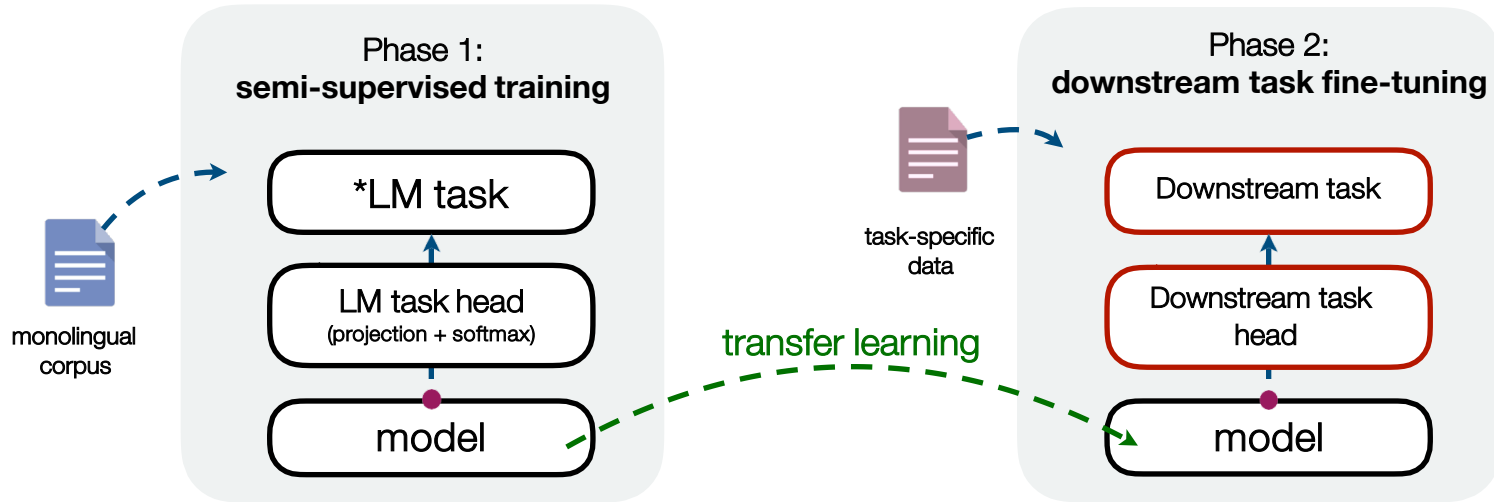 Phase 1:
semi-supervised training
*LM task
LM task head
(projection + softmax)
model
monolingual
corpus
transfer learning
Phase 2:
downstream task fine-tuning
task-specific
data
Downstream task
Downstream task
head
model